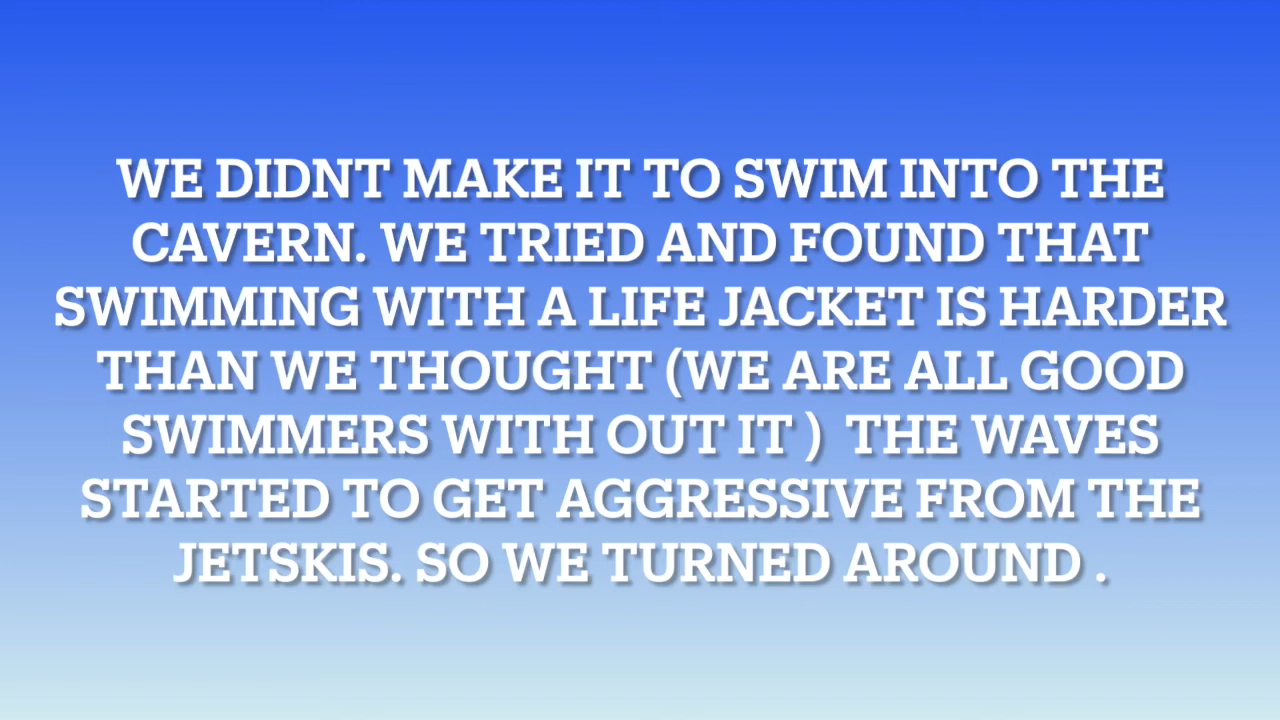 WE DIDNT MAKE IT TO SWIM INTO THE
CAVERN. WE TRIED AND FOUND THAT
SWIMMING WITH A LIFE JACKET IS HARDER
THAN WE THOUGHT (WE ARE ALL GOOD
SWIMMERS WITH OUT IT )  THE WAVES
STARTED TO GET AGGRESSIVE FROM THE
JETSKIS. SO WE TURNED AROUND .